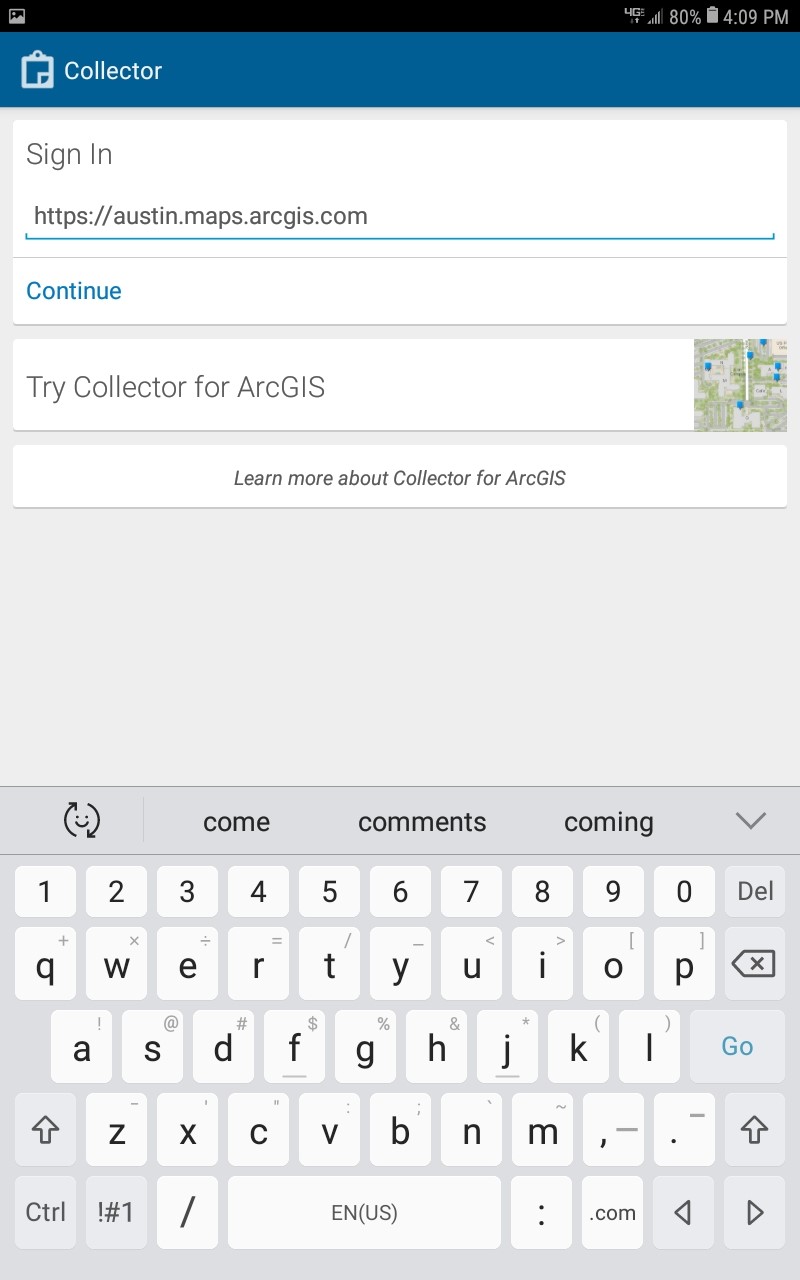 4GE 80% 4:09 PM
Collector
Sign In
https://austin.maps.arcgis.com
Continue
Try Collector for ArcGIS
Learn more about Collector for ArcGIS
come comments coming
1 2 3 4 5 6 7 8 9 0 Del
+ × ÷ = / _ < > [ ]
q w e r t y u i o p
! @ # $ % & * ( )
a s d f g h j k l Go
- ' " : ; ` ~
z x c v b n m , .
Ctrl !#1 / EN(US) : .com